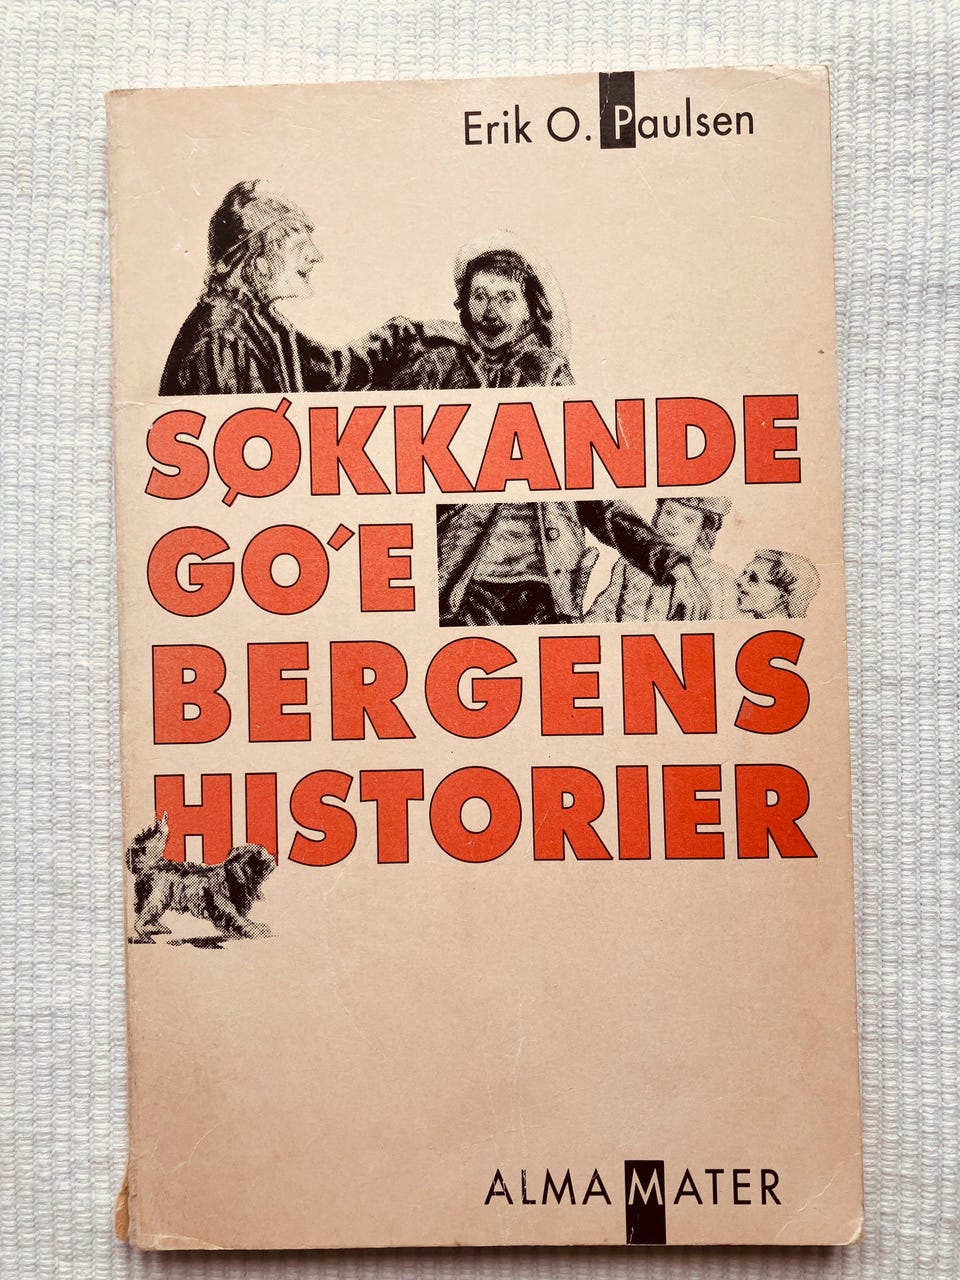 Erik O. Paulsen
SØKKANDE
GO'E
BERGENS
HISTORIER
ALMA MATER